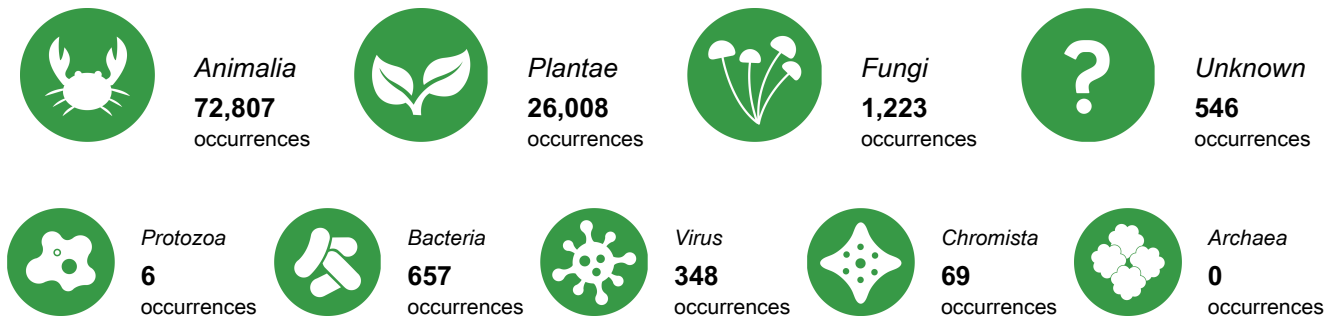 Animalia
72,807
occurrences
Plantae
26,008
occurrences
Fungi
1,223
occurrences
?
Unknown
546
occurrences
Protozoa
6
occurrences
Bacteria
657
occurrences
Virus
348
occurrences
Chromista
69
occurrences
Archaea
0
occurrences